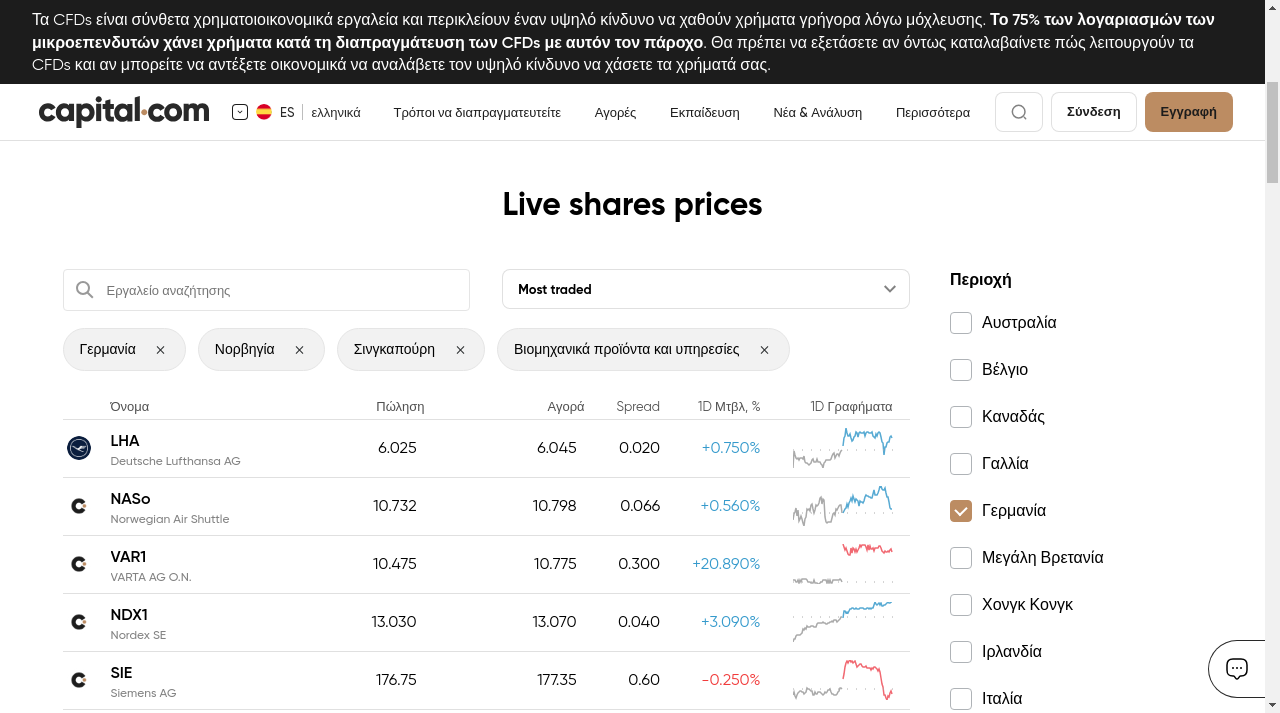 Τα CFDs είναι σύνθετα χρηματοιοικονομικά εργαλεία και περικλείουν έναν υψηλό κίνδυνο να χαθούν χρήματα γρήγορα λόγω μόχλευσης. Το 75% των λογαριασμών των
μικροεπενδυτών χάνει χρήματα κατά τη διαπραγμάτευση των CFDs με αυτόν τον πάροχο. Θα πρέπει να εξετάσετε αν όντως καταλαβαίνετε πώς λειτουργούν τα
CFDs και αν μπορείτε να αντέξετε οικονομικά να αναλάβετε τον υψηλό κίνδυνο να χάσετε τα χρήματά σας.
capital.com ES ελληνικά Τρόποι να διαπραγματευτείτε Αγορές Εκπαίδευση Νέα & Ανάλυση Περισσότερα Σύνδεση Εγγραφή
Live shares prices
Εργαλείο αναζήτησης Most traded
Γερμανία Νορβηγία Σινγκαπούρη Βιομηχανικά προϊόντα και υπηρεσίες
Όνομα Πώληση Αγορά Spread 1D Μτβλ, % 1D Γραφήματα
LHA 6.025 6.045 0.020 +0.750%
Deutsche Lufthansa AG
NASo 10.732 10.798 0.066 +0.560%
Norwegian Air Shuttle
VAR1 10.475 10.775 0.300 +20.890%
VARTA AG O.N.
NDX1 13.030 13.070 0.040 +3.090%
Nordex SE
SIE 176.75 177.35 0.60 -0.250%
Siemens AG
Περιοχή
Αυστραλία
Βέλγιο
Καναδάς
Γαλλία
Γερμανία
Μεγάλη Βρετανία
Χονγκ Κονγκ
Ιρλανδία
Ιταλία